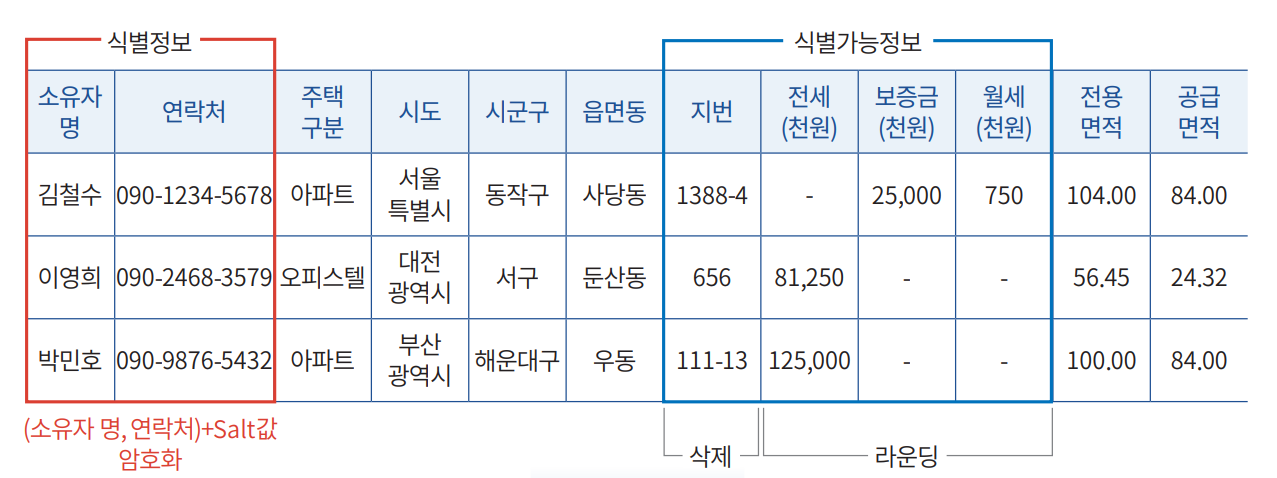 식별정보 식별가능정보
소유자 명 연락처 주택 구분 시도 시군구 읍면동 지번 전세 (천원) 보증금 (천원) 월세 (천원) 전용 면적 공급 면적
김철수 090-1234-5678 아파트 서울 특별시 동작구 사당동 1388-4 - 25,000 750 104.00 84.00
이영희 090-2468-3579 오피스텔 대전 광역시 서구 둔산동 656 81,250 - - 56.45 24.32
박민호 090-9876-5432 아파트 부산 광역시 해운대구 우동 111-13 125,000 - - 100.00 84.00
(소유자 명, 연락처)+Salt값
암호화
삭제 라운딩